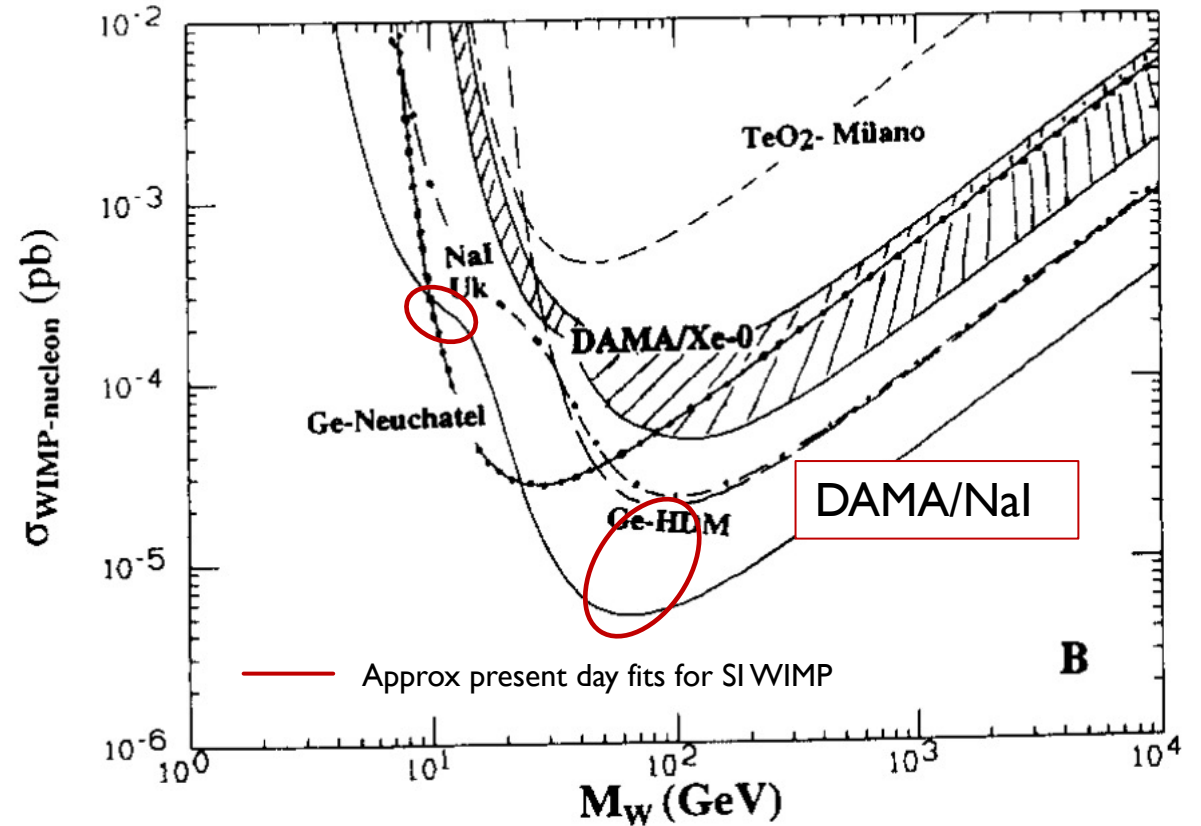 10-2
TeO2- Milano
10-3
NaI
Uk
DAMA/Xe-0
10-4
Ge-Neuchatel
DAMA/NaI
Ge-HDM
10-5
B
Approx present day fits for SI WIMP
10-6
100 101 102 103 104
MW (GeV)
σWIMP-nucleon (pb)